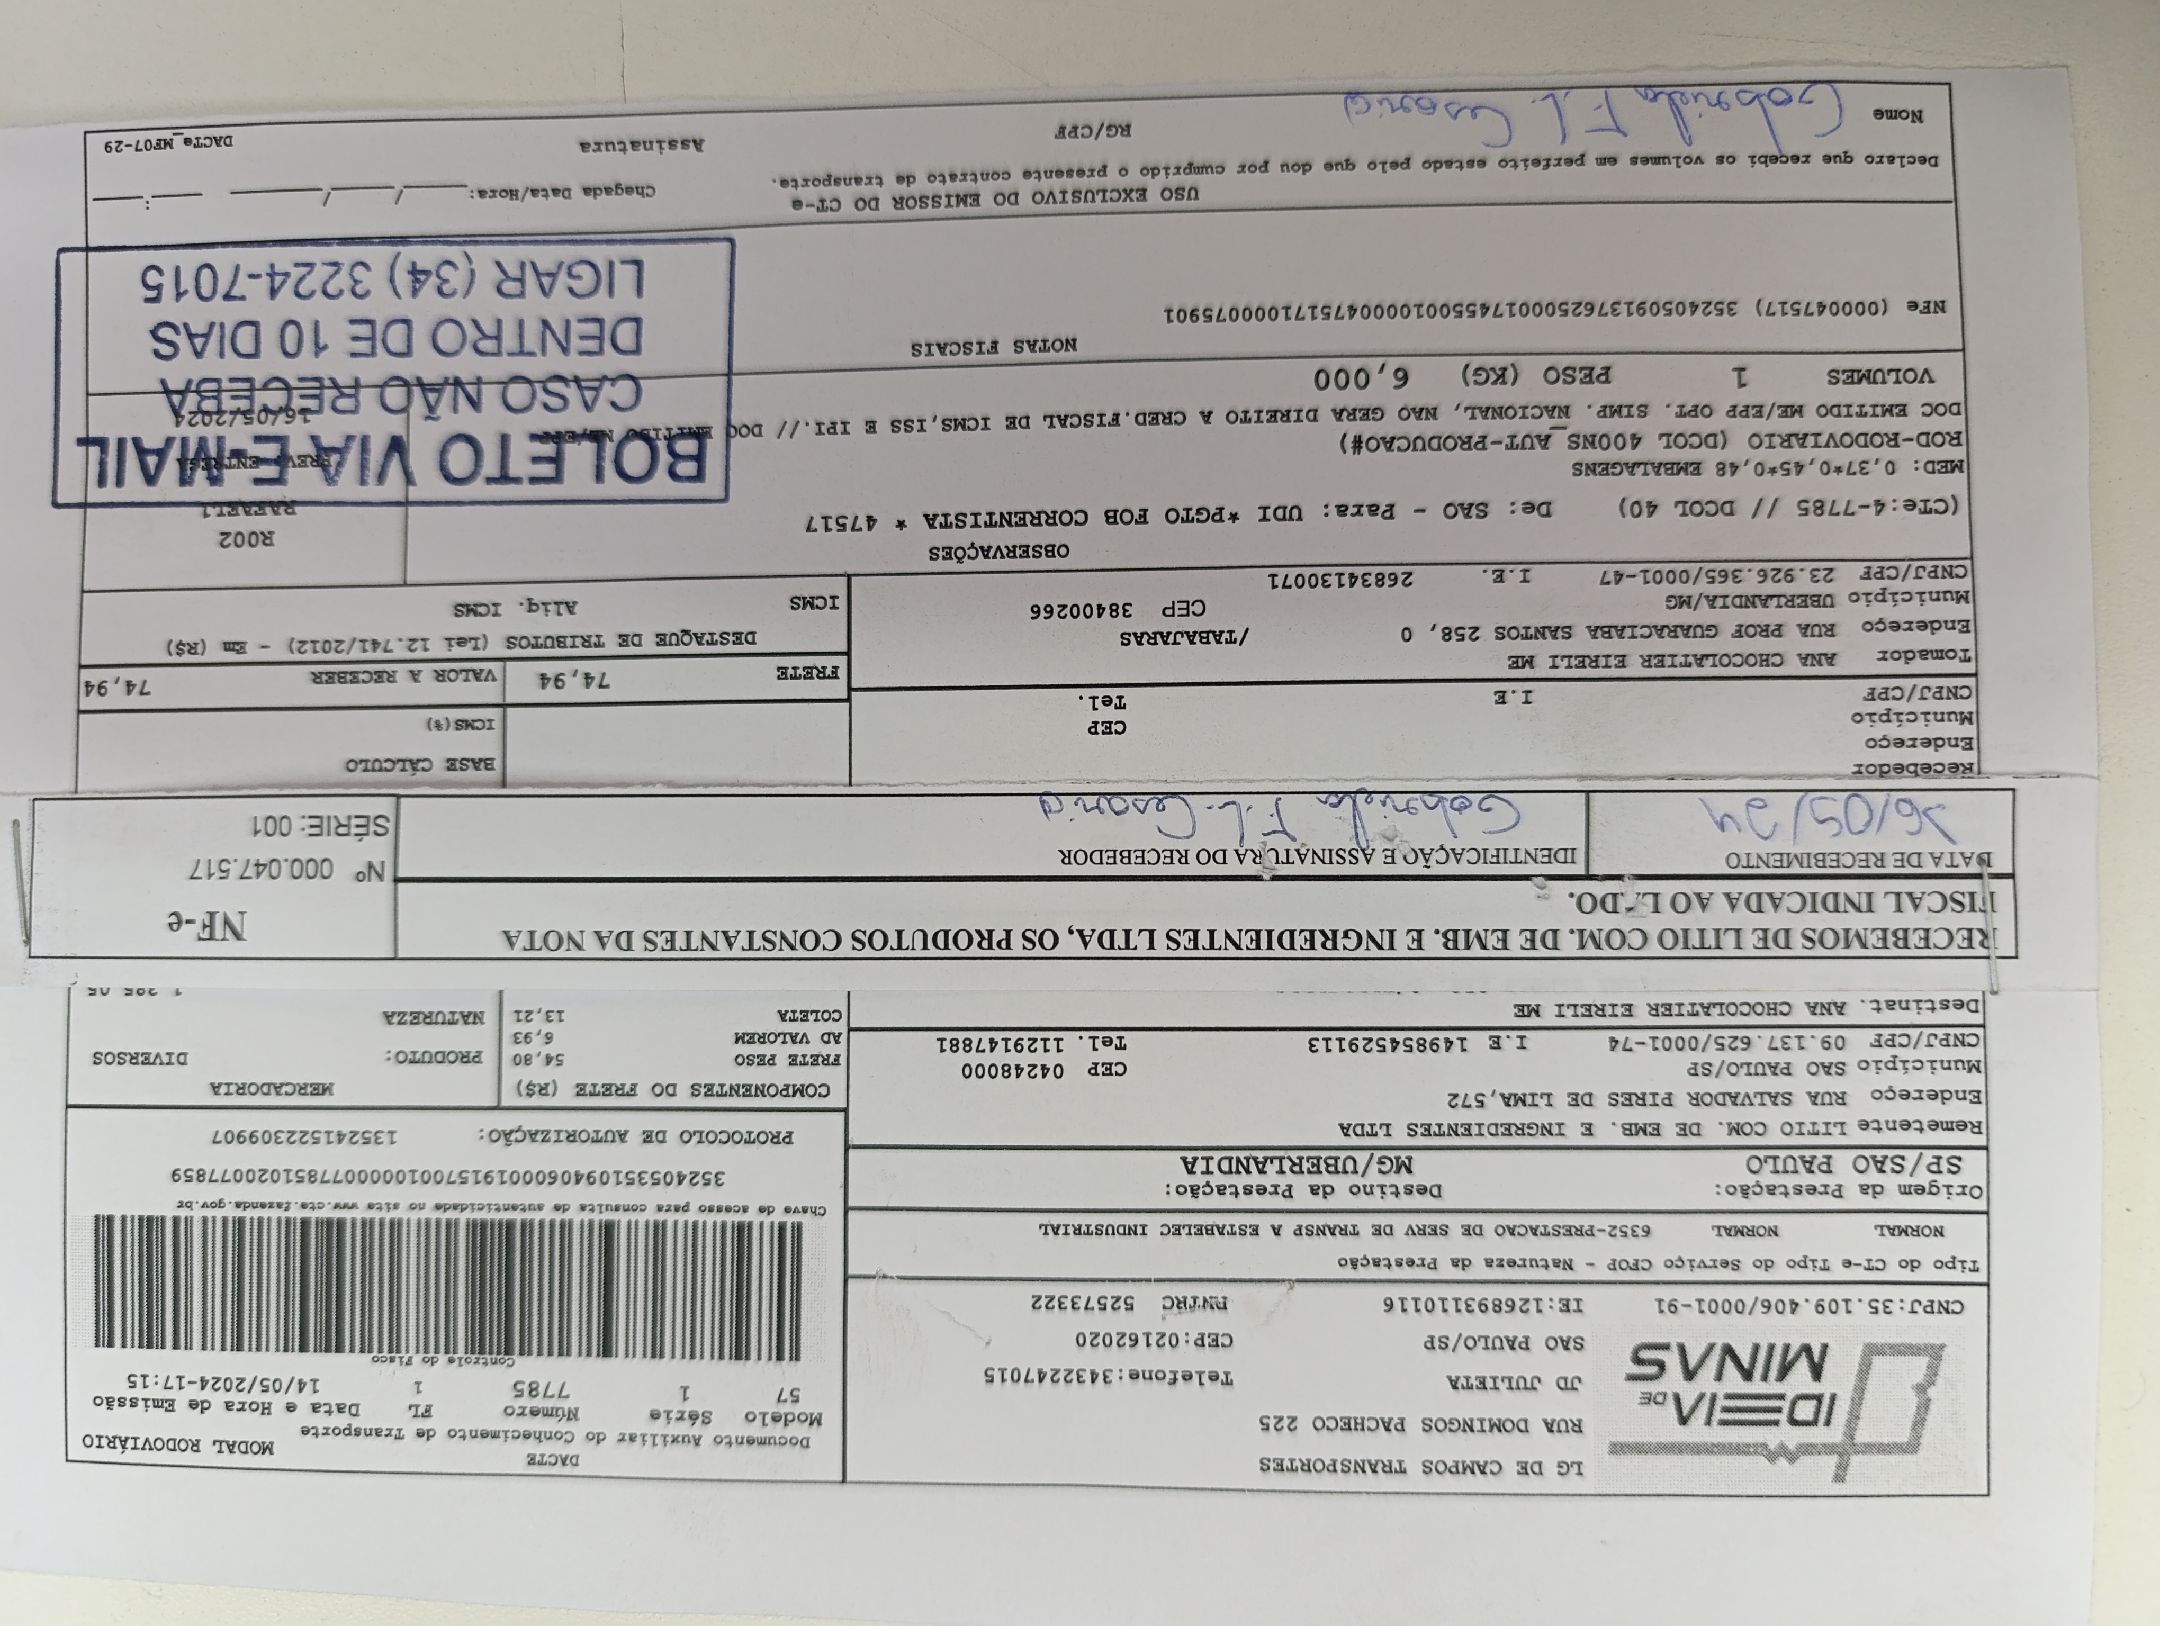 IDEIA DE MINAS
LG DE CAMPOS TRANSPORTES
RUA DOMINGOS PACHECO 225
JD JULIETA Telefone:3432247015
SAO PAULO/SP CEP:02162020
CNPJ:35.109.406/0001-91 IE:126893110116 RNTRC 52573322
DACTE
Documento Auxiliar do Conhecimento de Transporte
MODAL RODOVIÁRIO
Modelo Série Número FL Data e Hora de Emissão
57 1 7785 1 14/05/2024-17:15
Controle do Fisco
Chave de acesso para consulta de autenticidade no site www.cte.fazenda.gov.br
35240535109406000191570010000077851020077859
PROTOCOLO DE AUTORIZAÇÃO: 135241522309907
Tipo do CT-e Tipo do Serviço CFOP - Natureza da Prestação
NORMAL NORMAL 6352-PRESTACAO DE SERV DE TRANSP A ESTABELEC INDUSTRIAL
Origem da Prestação: Destino da Prestação:
SP/SAO PAULO MG/UBERLANDIA
Remetente LITIO COM. DE EMB. E INGREDIENTES LTDA
Endereço RUA SALVADOR PIRES DE LIMA,572
Município SAO PAULO/SP CEP 04248000
CNPJ/CPF 09.137.625/0001-74 I.E 149854529113 Tel. 1129147881
Destinat. ANA CHOCOLATIER EIRELI ME
COMPONENTES DO FRETE (R$) MERCADORIA
FRETE PESO 54,80 PRODUTO: DIVERSOS
AD VALOREM 6,93
COLETA 13,21 NATUREZA
RECEBEMOS DE LITIO COM. DE EMB. E INGREDIENTES LTDA, OS PRODUTOS CONSTANTES DA NOTA
FISCAL INDICADA AO L.DO.
NF-e
Nº 000.047.517
SÉRIE: 001
DATA DE RECEBIMENTO
26/05/24
IDENTIFICAÇÃO E ASSINATURA DO RECEBEDOR
Gabriela F.L. Cesario
Recebedor
Endereço
Município CEP
CNPJ/CPF I.E Tel.
BASE CÁLCULO
ICMS(%)
FRETE 74,94 VALOR A RECEBER 74,94
Tomador ANA CHOCOLATIER EIRELI ME
Endereço RUA PROF GUARACIABA SANTOS 258, 0 /TABAJARAS
Município UBERLANDIA/MG CEP 38400266
CNPJ/CPF 23.926.365/0001-47 I.E. 26834130071
DESTAQUE DE TRIBUTOS (Lei 12.741/2012) - Em (R$)
ICMS Aliq. ICMS
OBSERVAÇÕES
(CTe:4-7785 // DCOL 40) De: SAO - Para: UDI *PGTO FOB CORRENTISTA * 47517
MED: 0,37*0,45*0,48 EMBALAGENS
ROD-RODOVIARIO (DCOL 400NS_AUT-PRODUCAO#)
DOC EMITIDO ME/EPP OPT. SIMP. NACIONAL, NAO GERA DIREITO A CRED.FISCAL DE ICMS,ISS E IPI.// DOC EMITIDO ME/EPP
R002
RAFAEL1
PREV. ENTREGA
16/05/2024
VOLUMES 1 PESO (KG) 6,000
BOLETO VIA E-MAIL
CASO NÃO RECEBA
DENTRO DE 10 DIAS
LIGAR (34) 3224-7015
NOTAS FISCAIS
NFe (00047517) 35240509137625000174550010000475171000075901
USO EXCLUSIVO DO EMISSOR DO CT-e
Declaro que recebi os volumes em perfeito estado pelo que dou por cumprido o presente contrato de transporte.
Chegada Data/Hora: / / :
Nome Gabriela F.L. Cesario RG/CPF Assinatura
DACTe_MF07-29